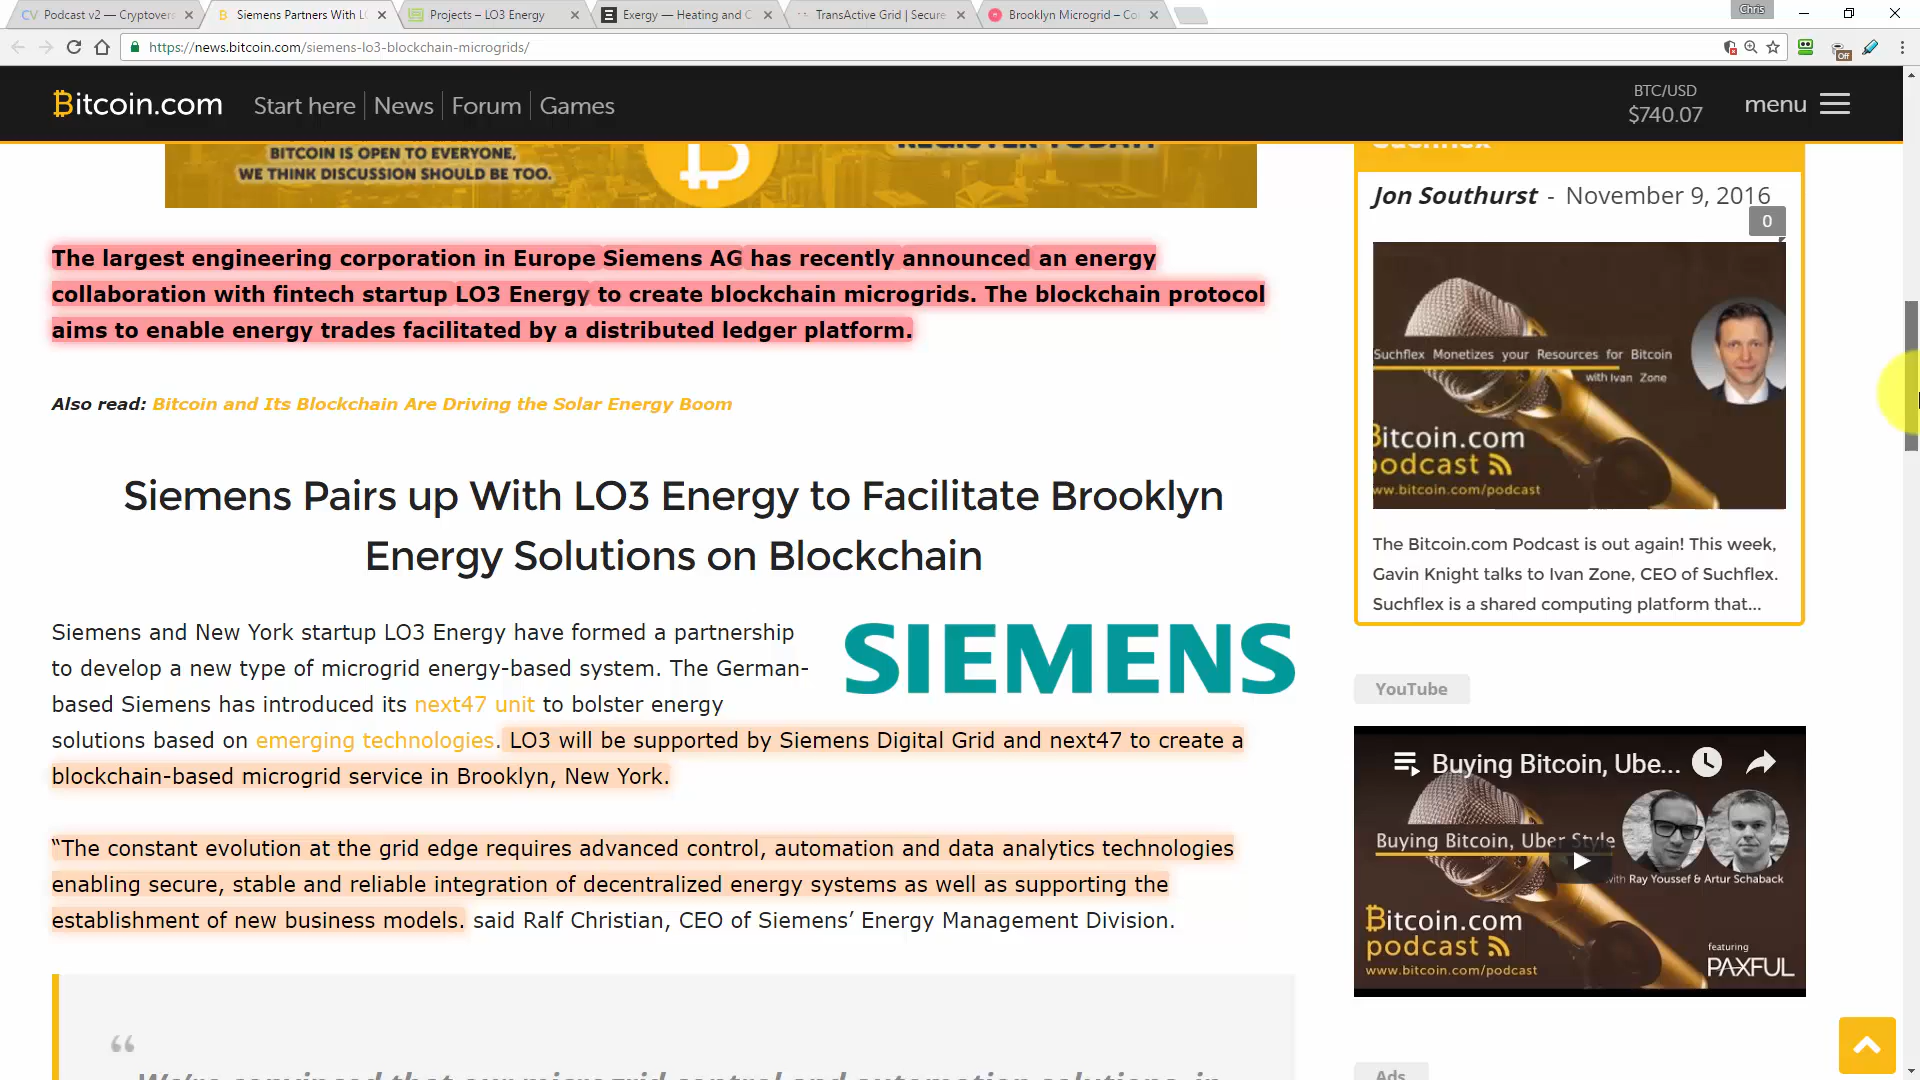 Podcast v2 — Cryptover
Siemens Partners With L
Projects – LO3 Energy
Exergy — Heating and C
TransActive Grid | Secure
Brooklyn Microgrid – Co
Chris
https://news.bitcoin.com/siemens-lo3-blockchain-microgrids/
Off
Bitcoin.com
Start here
News
Forum
Games
BTC/USD
$740.07
menu
BITCOIN IS OPEN TO EVERYONE,
WE THINK DISCUSSION SHOULD BE TOO.
REGISTER TODAY!
The largest engineering corporation in Europe Siemens AG has recently announced an energy
collaboration with fintech startup LO3 Energy to create blockchain microgrids. The blockchain protocol
aims to enable energy trades facilitated by a distributed ledger platform.
Also read: Bitcoin and Its Blockchain Are Driving the Solar Energy Boom
Siemens Pairs up With LO3 Energy to Facilitate Brooklyn
Energy Solutions on Blockchain
Siemens and New York startup LO3 Energy have formed a partnership
to develop a new type of microgrid energy-based system. The German-
based Siemens has introduced its next47 unit to bolster energy
solutions based on emerging technologies. LO3 will be supported by Siemens Digital Grid and next47 to create a
blockchain-based microgrid service in Brooklyn, New York.
SIEMENS
“The constant evolution at the grid edge requires advanced control, automation and data analytics technologies
enabling secure, stable and reliable integration of decentralized energy systems as well as supporting the
establishment of new business models. said Ralf Christian, CEO of Siemens’ Energy Management Division.
“
We’re convinced that our microgrid control and automation solutions, in
Suchflex
Jon Southurst - November 9, 2016
0
Suchflex Monetizes your Resources for Bitcoin
with Ivan Zone
Bitcoin.com
podcast
www.bitcoin.com/podcast
The Bitcoin.com Podcast is out again! This week,
Gavin Knight talks to Ivan Zone, CEO of Suchflex.
Suchflex is a shared computing platform that...
YouTube
Buying Bitcoin, Ube...
Buying Bitcoin, Uber Style
with Ray Youssef & Artur Schaback
Bitcoin.com
podcast
www.bitcoin.com/podcast
featuring
PAXFUL
Ads